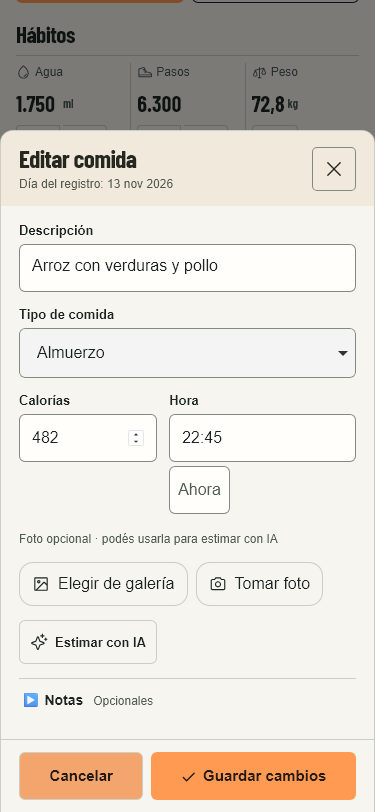 Hábitos
Agua Pasos Peso
1.750 ml 6.300 72,8 kg
Editar comida
Día del registro: 13 nov 2026
Descripción
Arroz con verduras y pollo
Tipo de comida
Almuerzo
Calorías Hora
482 22:45
Ahora
Foto opcional · podés usarla para estimar con IA
Elegir de galería Tomar foto
Estimar con IA
Notas Opcionales
Cancelar Guardar cambios